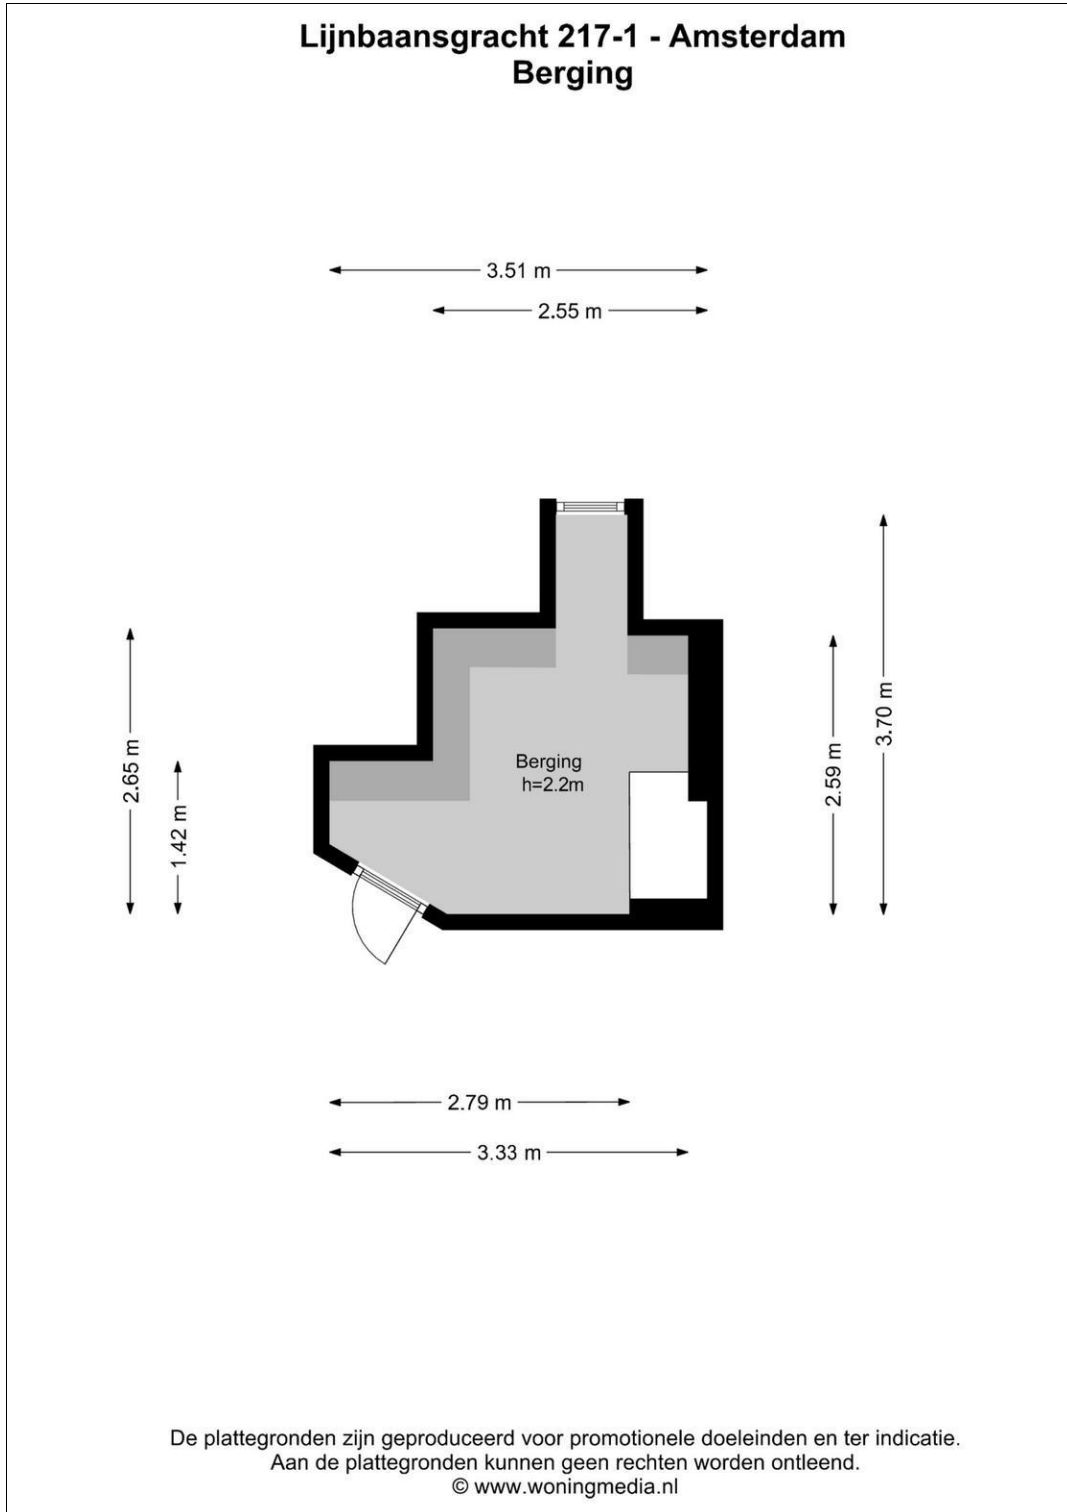 Lijnbaansgracht 217-1 - Amsterdam
Berging
3.51 m
2.55 m
2.65 m
1.42 m
Berging
h=2.2m
2.59 m
3.70 m
2.79 m
3.33 m
De plattegronden zijn geproduceerd voor promotionele doeleinden en ter indicatie.
Aan de plattegronden kunnen geen rechten worden ontleend.
© www.woningmedia.nl